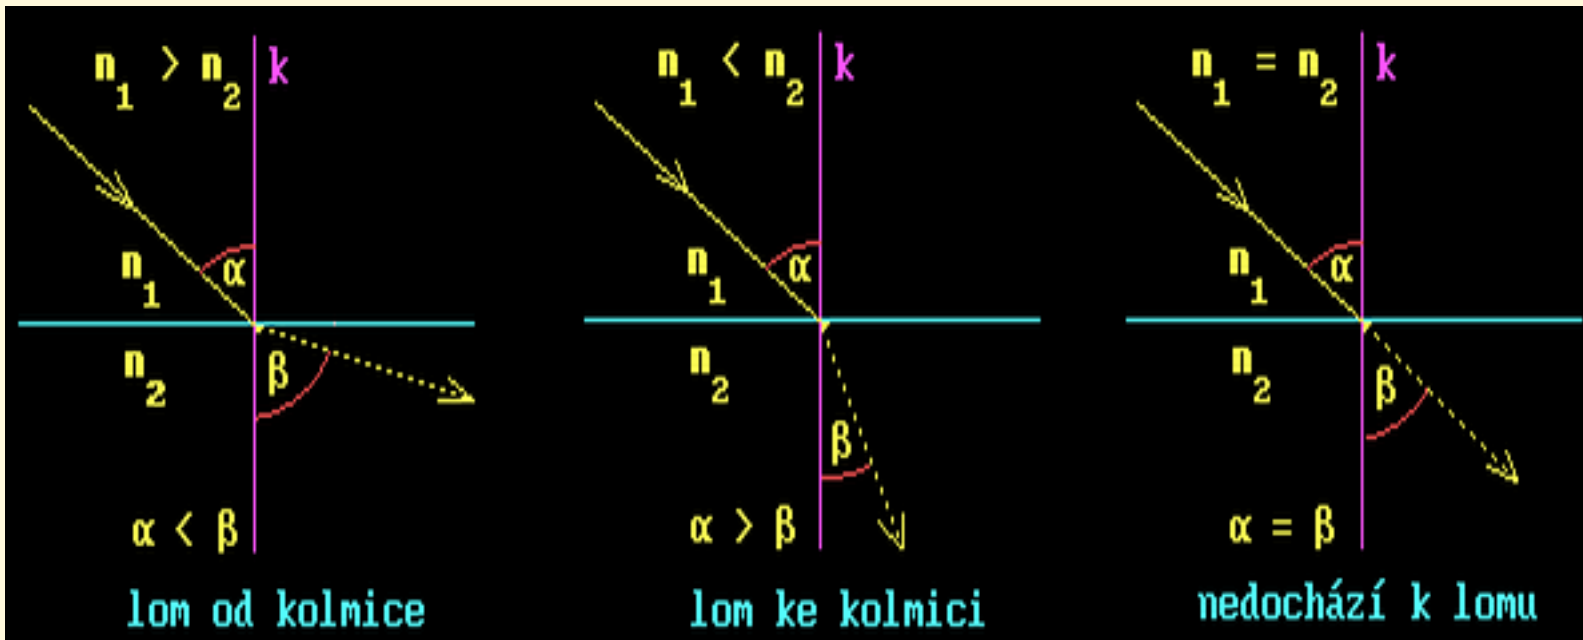 n₁ > n₂ k
α
n₁
n₂
β
α < β
lom od kolmice
n₁ < n₂ k
α
n₁
n₂
β
α > β
lom ke kolmici
n₁ = n₂ k
α
n₁
n₂
β
α = β
nedochází k lomu